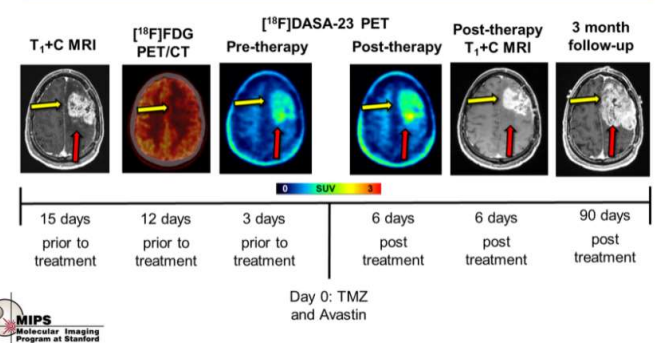 [¹⁸F]DASA-23 PET
T₁+C MRI
[¹⁸F]FDG
PET/CT
Pre-therapy
Post-therapy
Post-therapy
T₁+C MRI
3 month
follow-up
0 SUV 3
15 days
prior to
treatment
12 days
prior to
treatment
3 days
prior to
treatment
6 days
post
treatment
6 days
post
treatment
90 days
post
treatment
Day 0: TMZ
and Avastin
MIPS
Molecular Imaging
Program at Stanford